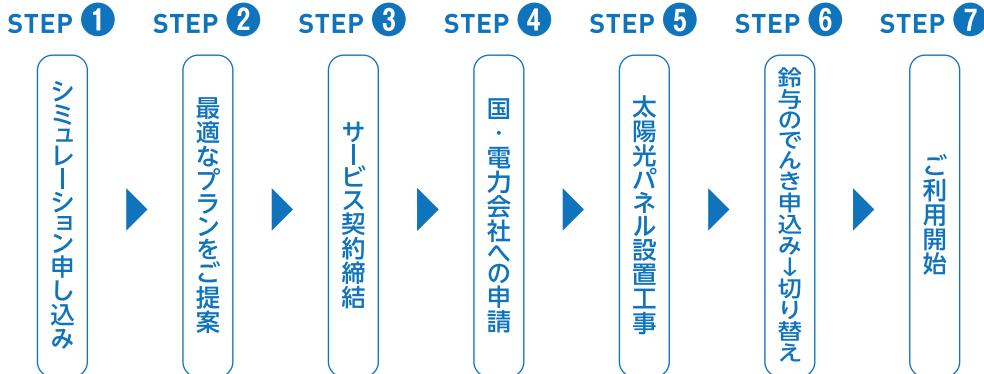 STEP 1
シミュレーション申し込み
STEP 2
最適なプランをご提案
STEP 3
サービス契約締結
STEP 4
国・電力会社への申請
STEP 5
太陽光パネル設置工事
STEP 6
鈴与のでんき申込み→切り替え
STEP 7
ご利用開始